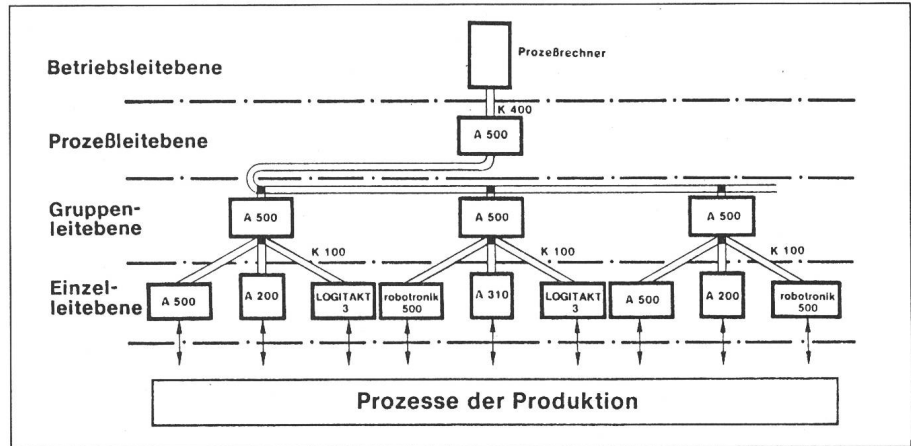 Prozeßrechner
Betriebsleitebene
K 400
A 500
Prozeßleitebene
Gruppen-
leitebene
A 500
A 500
A 500
K 100
K 100
K 100
Einzel-
leitebene
A 500
A 200
LOGITAKT
3
robotronik
500
A 310
LOGITAKT
3
A 500
A 200
robotronik
500
Prozesse der Produktion